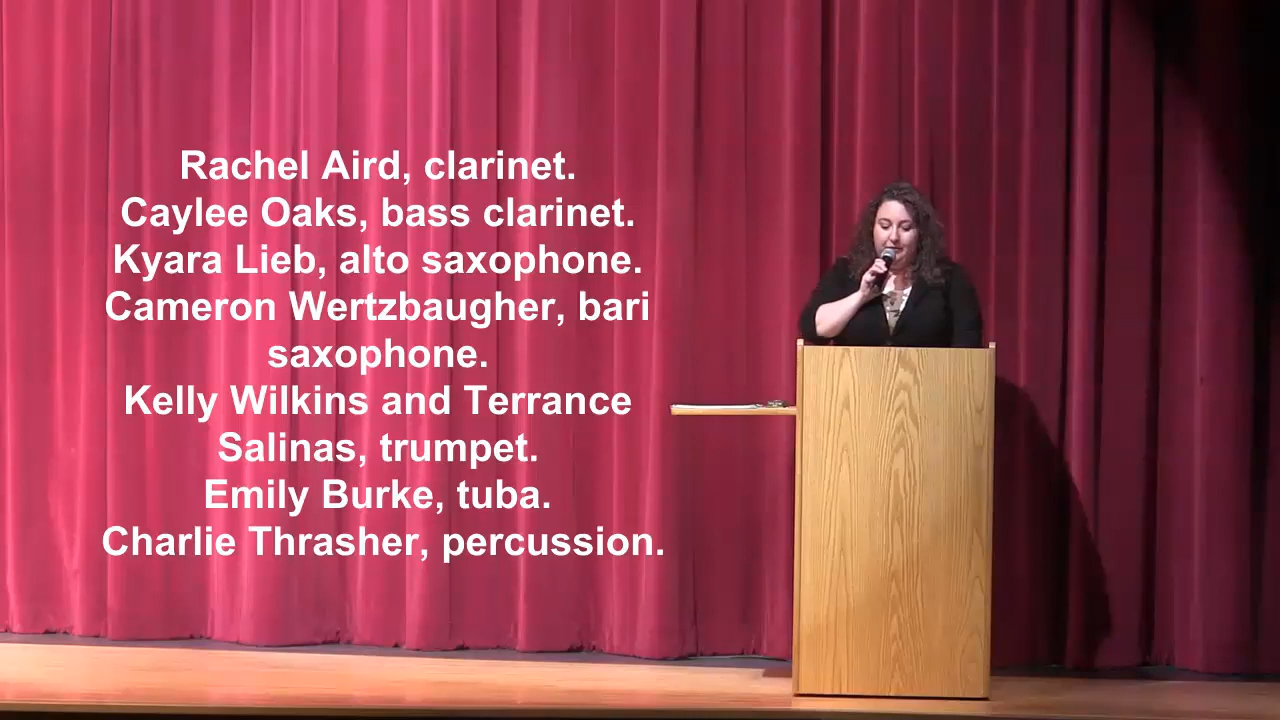 Rachel Aird, clarinet.
Caylee Oaks, bass clarinet.
Kyara Lieb, alto saxophone.
Cameron Wertzbaugher, bari
saxophone.
Kelly Wilkins and Terrance
Salinas, trumpet.
Emily Burke, tuba.
Charlie Thrasher, percussion.